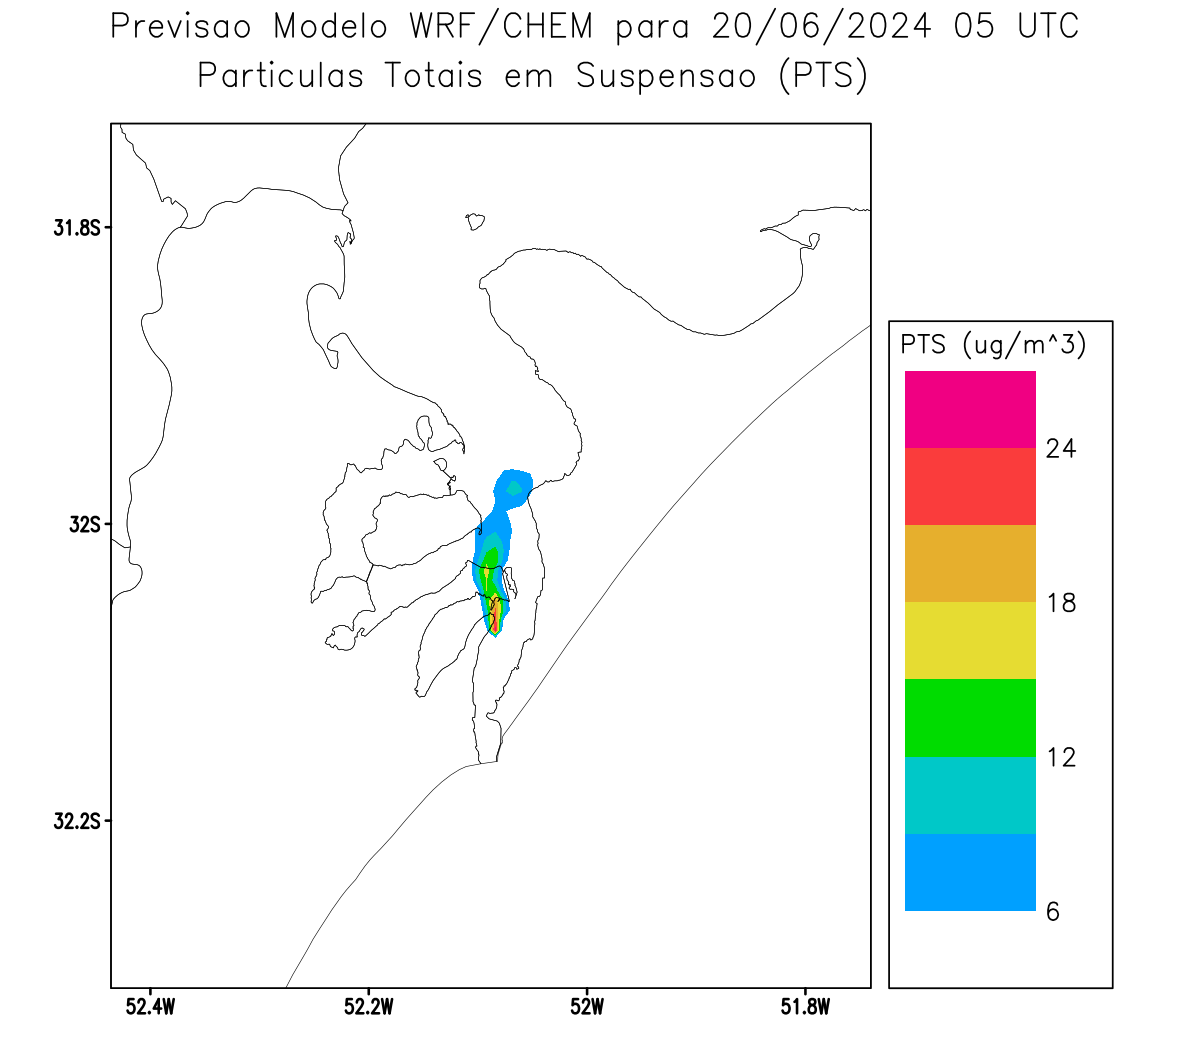 Previsao Modelo WRF/CHEM para 20/06/2024 05 UTC
Particulas Totais em Suspensao (PTS)
31.8S
32S
32.2S
52.4W 52.2W 52W 51.8W
PTS (ug/m^3)
24
18
12
6